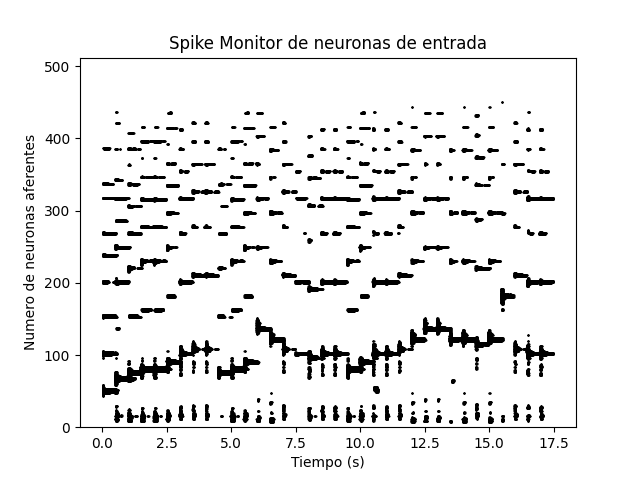 Spike Monitor de neuronas de entrada
Numero de neuronas aferentes
500
400
300
200
100
0
0.0 2.5 5.0 7.5 10.0 12.5 15.0 17.5
Tiempo (s)